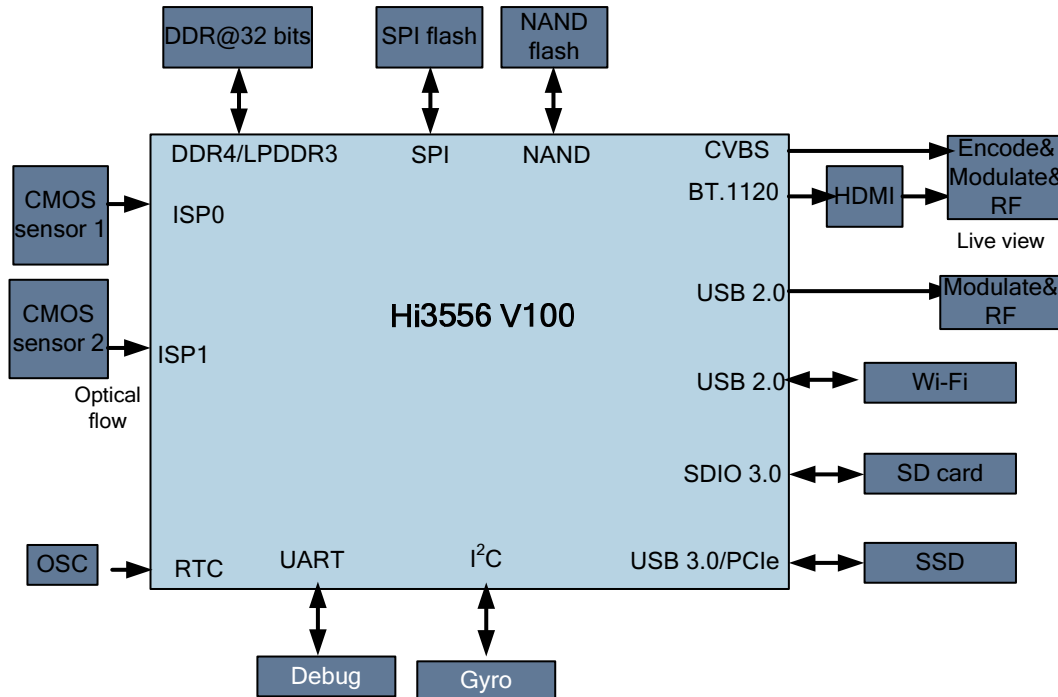 DDR@32 bits
SPI flash
NAND
flash
DDR4/LPDDR3
SPI
NAND
CVBS
BT.1120
HDMI
Encode&
Modulate&
RF
Live view
CMOS
sensor 1
ISP0
CMOS
sensor 2
ISP1
Optical
flow
Hi3556 V100
USB 2.0
Modulate&
RF
USB 2.0
Wi-Fi
SDIO 3.0
SD card
USB 3.0/PCIe
SSD
OSC
RTC
UART
I²C
Debug
Gyro